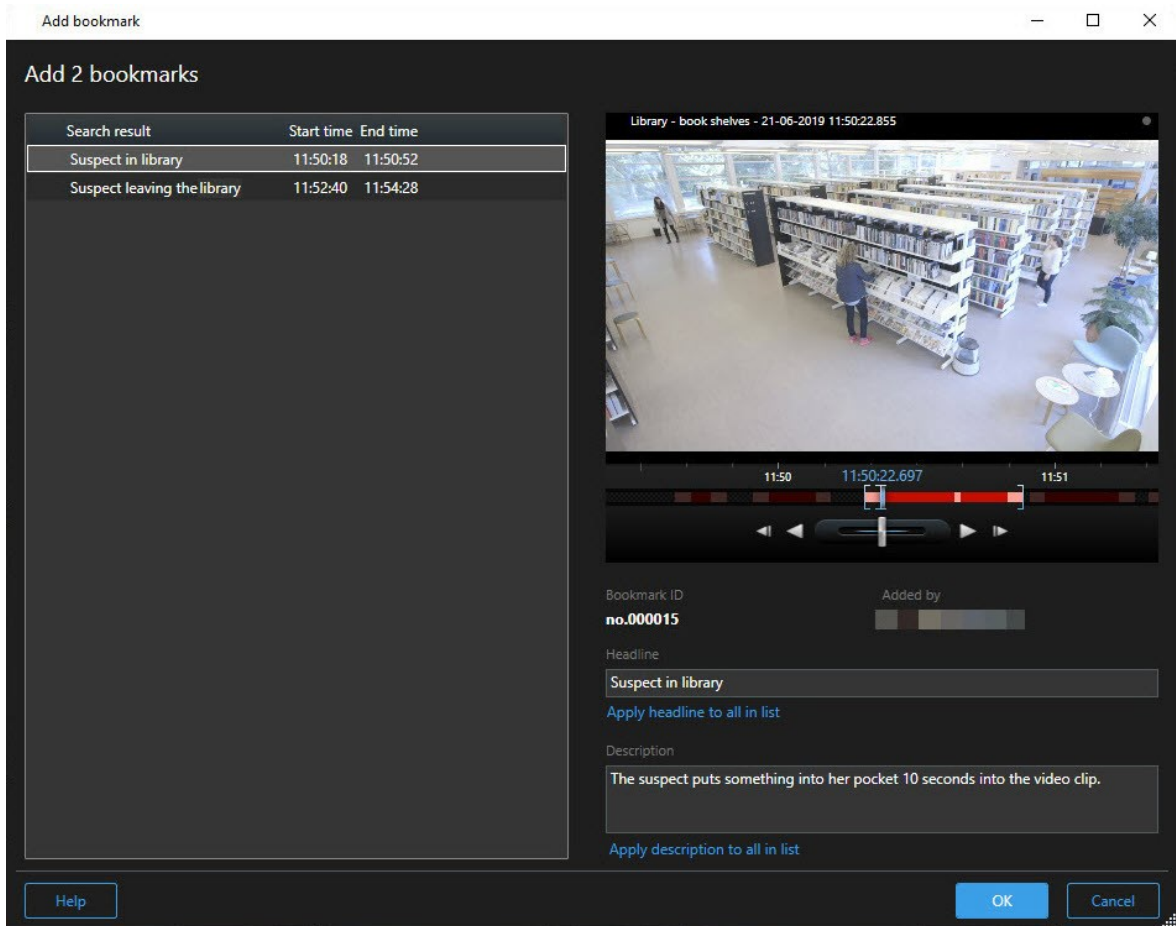 Add bookmark
Add 2 bookmarks
Search result Start time End time
Suspect in library 11:50:18 11:50:52
Suspect leaving the library 11:52:40 11:54:28
Library - book shelves - 21-06-2019 11:50:22.855
11:50 11:50:22.697 11:51
Bookmark ID Added by
no.000015
Headline
Suspect in library
Apply headline to all in list
Description
The suspect puts something into her pocket 10 seconds into the video clip.
Apply description to all in list
Help OK Cancel